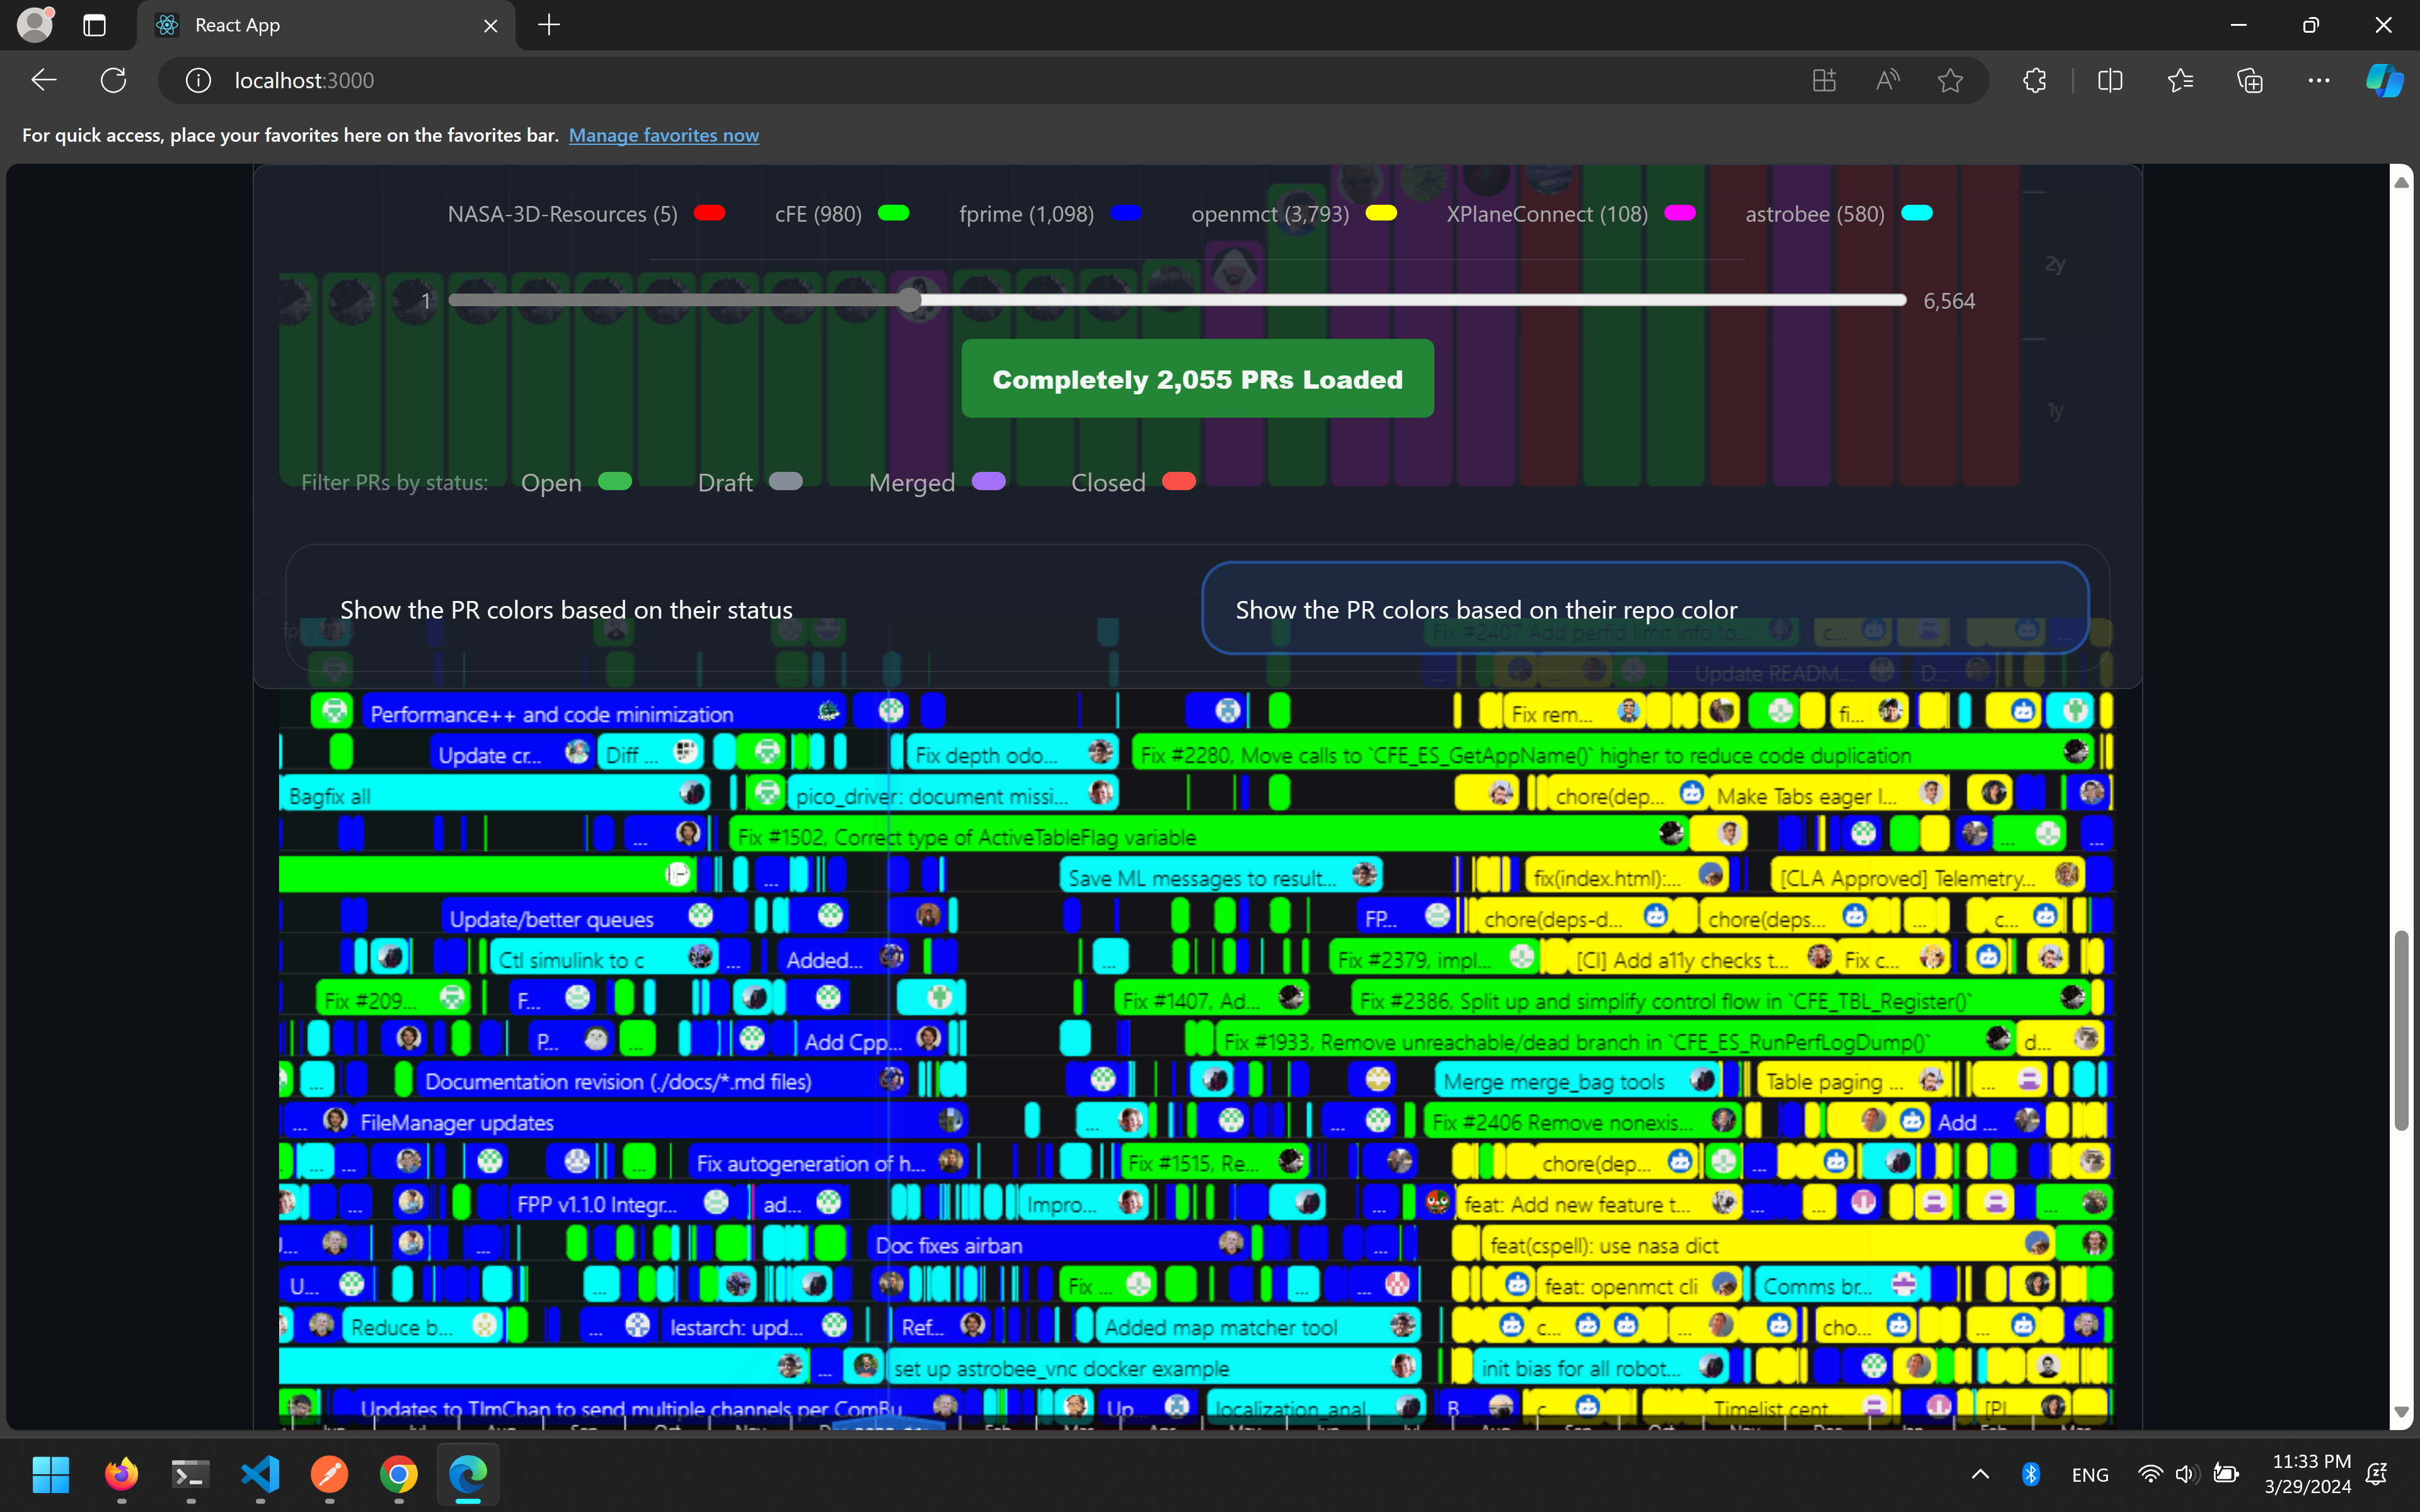 React App
localhost:3000
For quick access, place your favorites here on the favorites bar. Manage favorites now
NASA-3D-Resources (5) cFE (980) fprime (1,098) openmct (3,793) XPlaneConnect (108) astrobee (580)
2y
1 6,564
Completely 2,055 PRs Loaded
1y
Filter PRs by status: Open Draft Merged Closed
Show the PR colors based on their status Show the PR colors based on their repo color
Fix #2407 Add perfid limit info to... c...
Update READM... D...
Performance++ and code minimization Fix rem... fi...
Update cr... Diff ... Fix depth odo... Fix #2280, Move calls to `CFE_ES_GetAppName()` higher to reduce code duplication
Bagfix all pico_driver: document missi... chore(dep... Make Tabs eager l...
... Fix #1502, Correct type of ActiveTableFlag variable ... ...
... Save ML messages to result... fix(index.html):... [CLA Approved] Telemetry...
Update/better queues FP... chore(deps-d... chore(deps... ... c...
Ctl simulink to c ... Added... ... Fix #2379, impl... [CI] Add a11y checks t... Fix c...
Fix #209... F... Fix #1407, Ad... Fix #2386, Split up and simplify control flow in `CFE_TBL_Register()`
P... ... Add Cpp... Fix #1933, Remove unreachable/dead branch in `CFE_ES_RunPerfLogDump()` d...
... Documentation revision (./docs/*.md files) Merge merge_bag tools Table paging ... ...
... FileManager updates ... ... Fix #2406 Remove nonexis... Add ...
... ... ... Fix autogeneration of h... Fix #1515, Re... chore(dep... ...
... FPP v1.1.0 Integr... ad... Impro... ... feat: Add new feature t... ... ... ...
... ... Doc fixes airban ... feat(cspell): use nasa dict
U... ... Fix ... ... ... feat: openmct cli Comms br...
Reduce b... ... lestarch: upd... Ref... Added map matcher tool c... ... cho... ...
... set up astrobee_vnc docker example init bias for all robot...
Updates to TlmChan to send multiple channels per ComBu... Up... localization_anal... B... c... Timelist cent... [Pl... ...
ENG
11:33 PM
3/29/2024